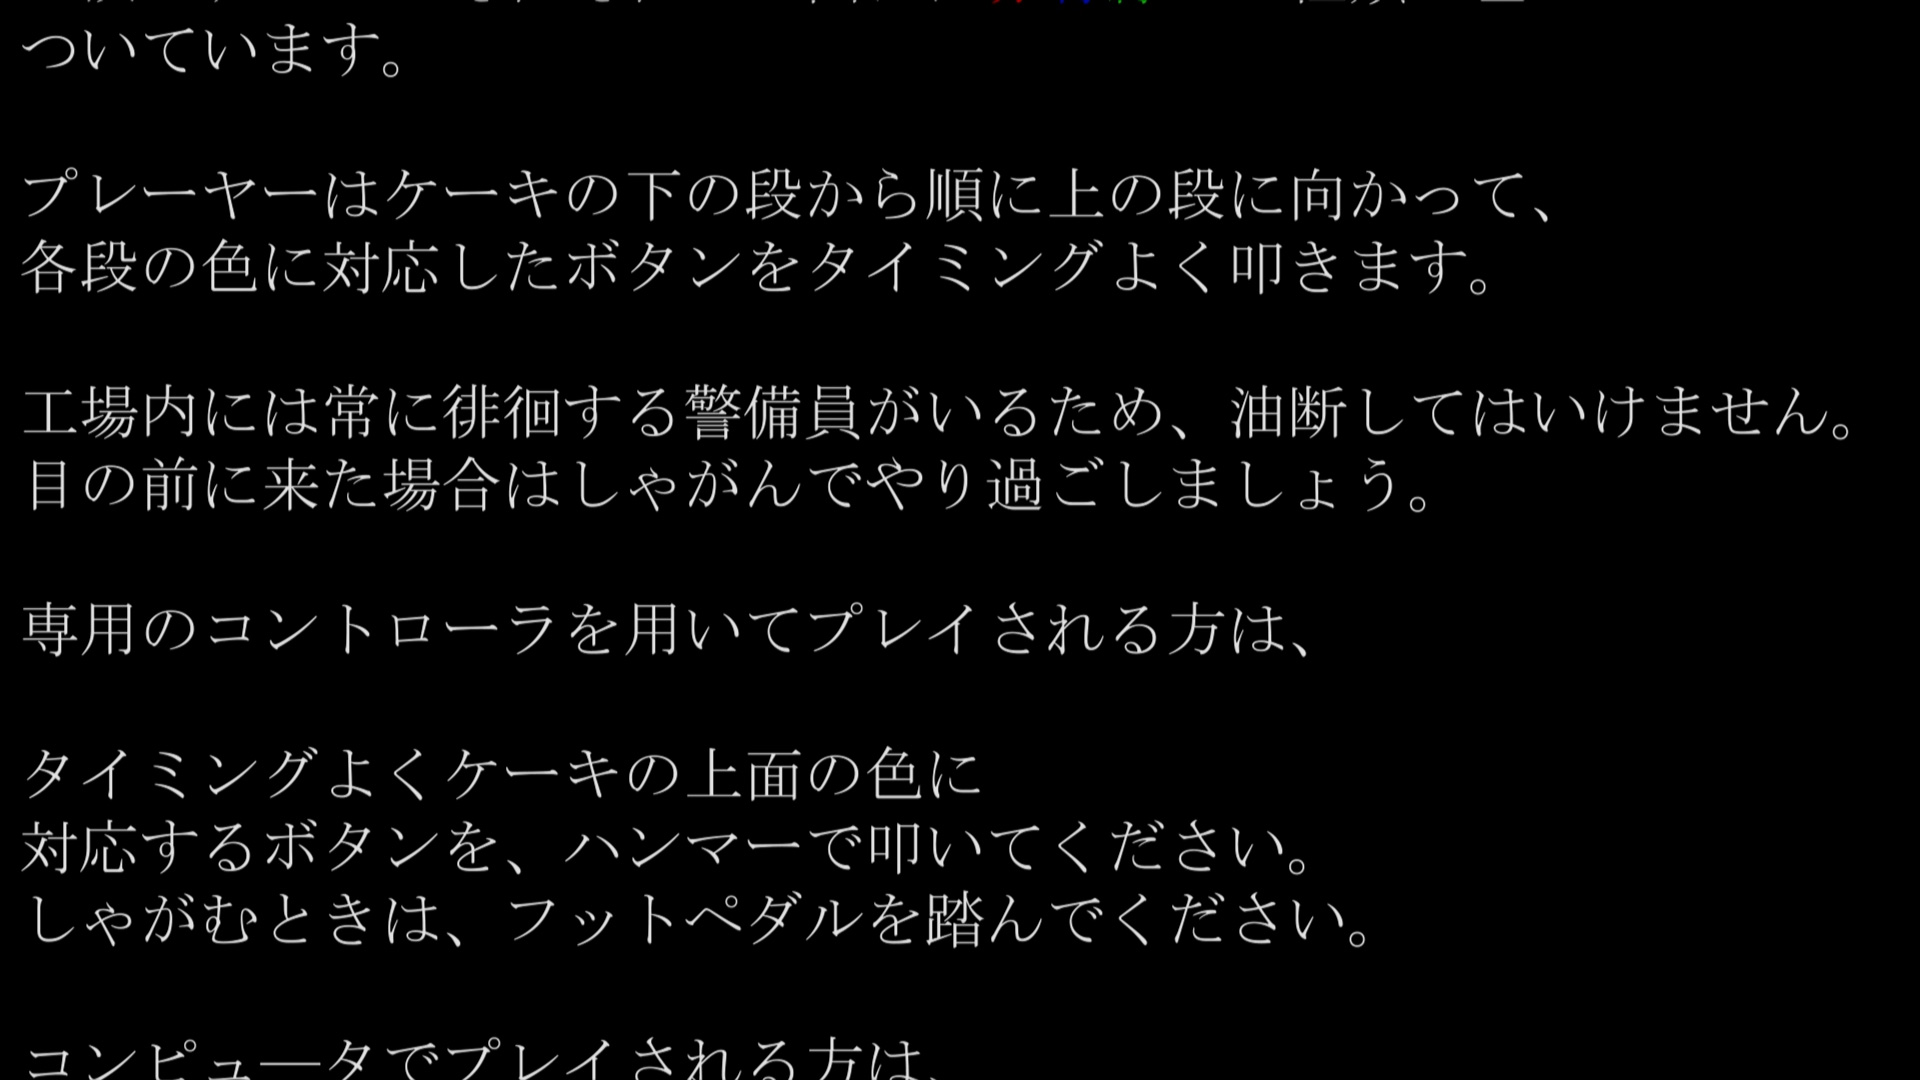 ついています。
プレーヤーはケーキの下の段から順に上の段に向かって、
各段の色に対応したボタンをタイミングよく叩きます。
工場内には常に徘徊する警備員がいるため、油断してはいけません。
目の前に来た場合はしゃがんでやり過ごしましょう。
専用のコントローラを用いてプレイされる方は、
タイミングよくケーキの上面の色に
対応するボタンを、ハンマーで叩いてください。
しゃがむときは、フットペダルを踏んでください。
コンピュ―タでプレイされる方は、